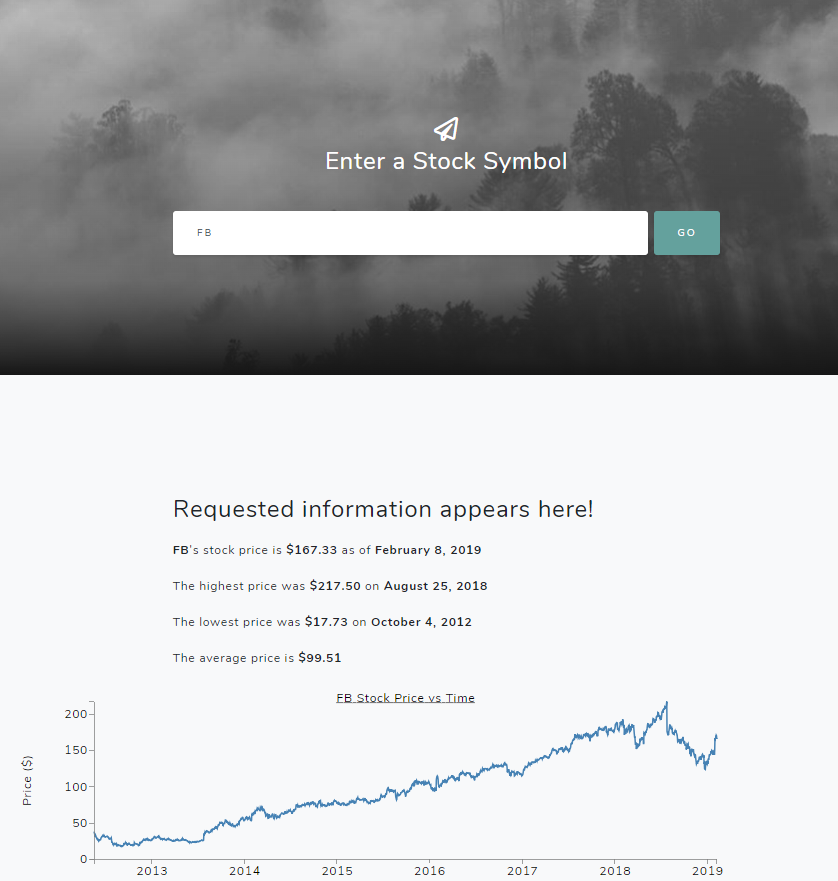 Enter a Stock Symbol
FB
GO
Requested information appears here!
FB's stock price is $167.33 as of February 8, 2019
The highest price was $217.50 on August 25, 2018
The lowest price was $17.73 on October 4, 2012
The average price is $99.51
FB Stock Price vs Time
Price ($)
200
150
100
50
0
2013 2014 2015 2016 2017 2018 2019